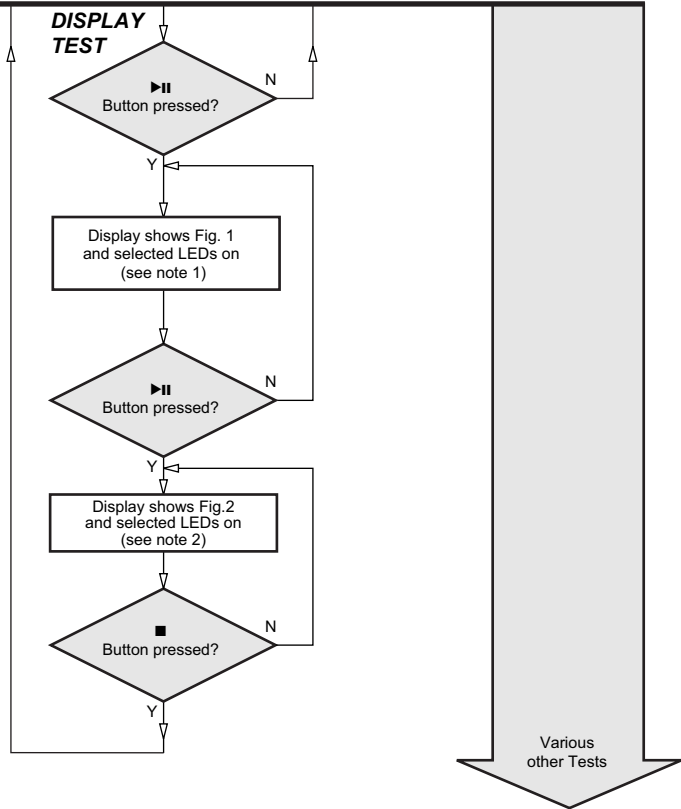 DISPLAY
TEST
▶II
Button pressed?
N
Y
Display shows Fig. 1
and selected LEDs on
(see note 1)
▶II
Button pressed?
N
Y
Display shows Fig.2
and selected LEDs on
(see note 2)
■
Button pressed?
N
Y
Various
other Tests